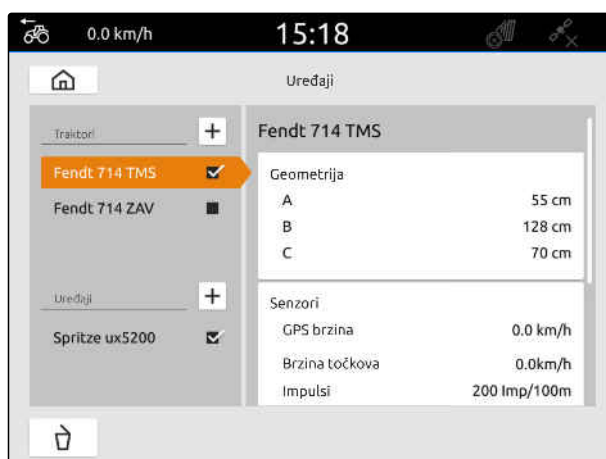 0.0 km/h 15:18
Uređaji
Traktori +
Fendt 714 TMS
Fendt 714 ZAV
Uređaji +
Spritze ux5200
Fendt 714 TMS
Geometrija
A 55 cm
B 128 cm
C 70 cm
Senzori
GPS brzina 0.0 km/h
Brzina točkova 0.0km/h
Impulsi 200 Imp/100m